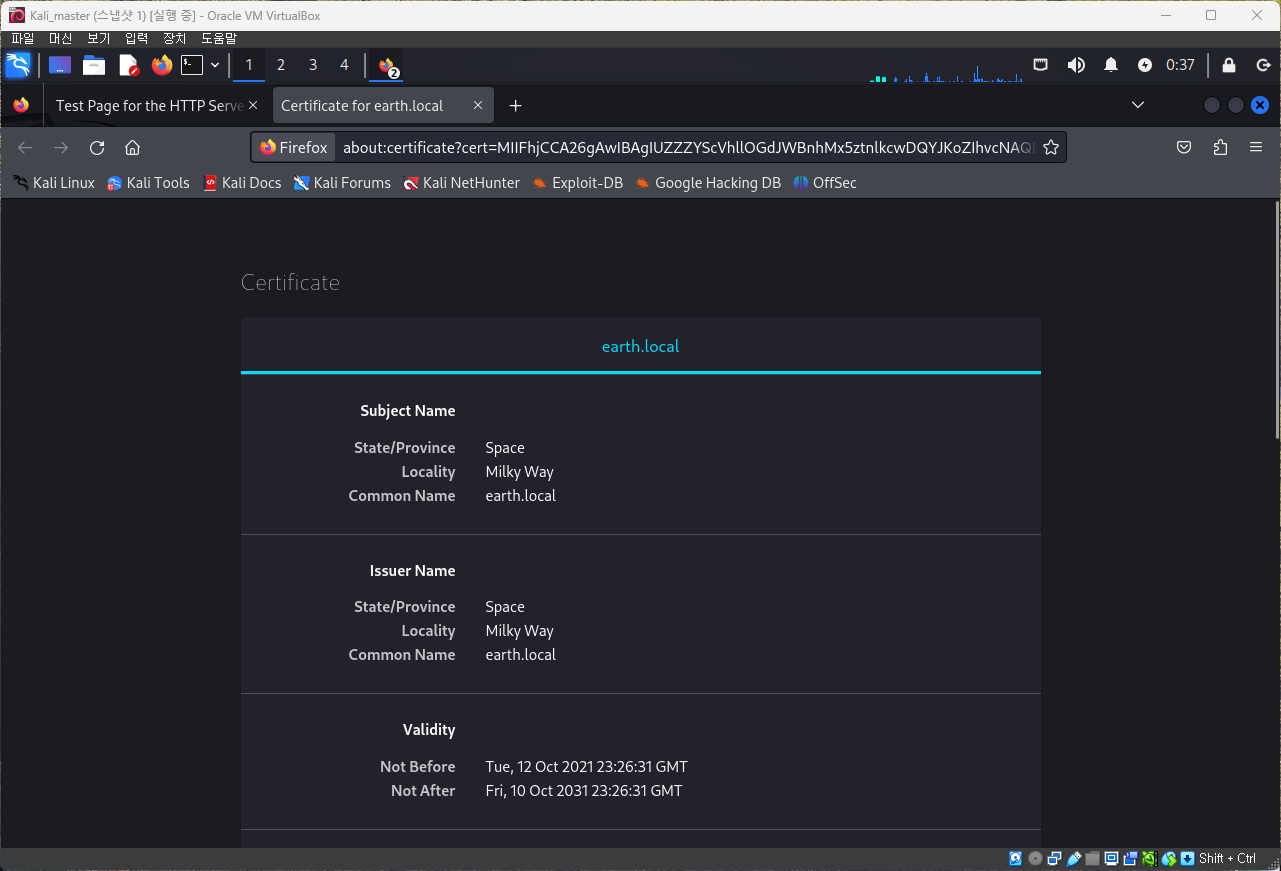 Kali_master (스냅샷 1) [실행 중] - Oracle VM VirtualBox
파일 머신 보기 입력 장치 도움말
1 2 3 4 2 0:37
Test Page for the HTTP Serve Certificate for earth.local
Firefox about:certificate?cert=MIIFhjCCA26gAwIBAgIUZZZYScVhllOGdJWBnhMx5ztnlkcwDQYJKoZIhvcNAQ
Kali Linux Kali Tools Kali Docs Kali Forums Kali NetHunter Exploit-DB Google Hacking DB OffSec
Certificate
earth.local
Subject Name
State/Province Space
Locality Milky Way
Common Name earth.local
Issuer Name
State/Province Space
Locality Milky Way
Common Name earth.local
Validity
Not Before Tue, 12 Oct 2021 23:26:31 GMT
Not After Fri, 10 Oct 2031 23:26:31 GMT
Shift + Ctrl